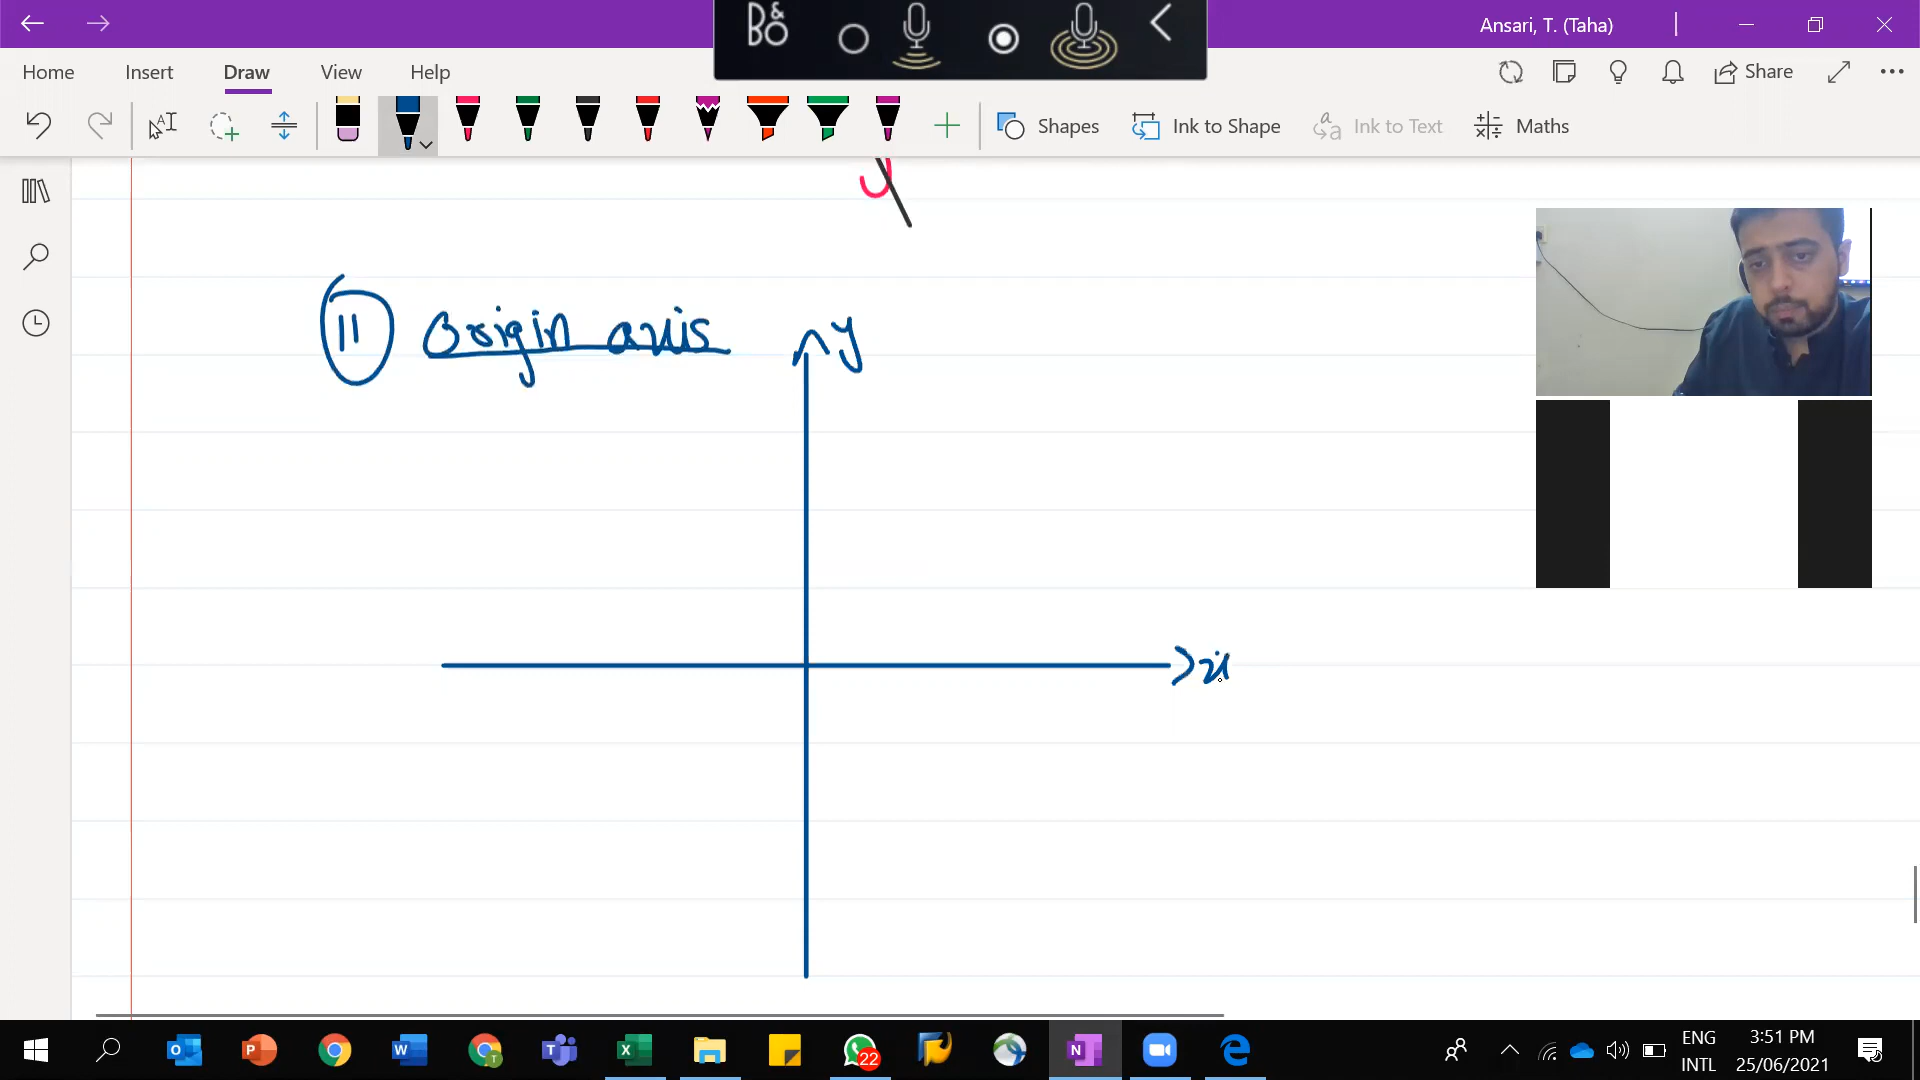 B&O
Ansari, T. (Taha)
Home Insert Draw View Help
Share
Shapes
Ink to Shape
Ink to Text
Maths
11 Origin axis
y
x
22
ENG
INTL
3:51 PM
25/06/2021